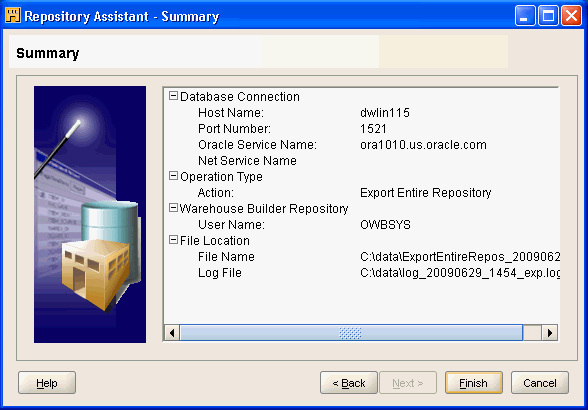 Repository Assistant - Summary
Summary
Database Connection
Host Name: dwlin115
Port Number: 1521
Oracle Service Name: ora1010.us.oracle.com
Net Service Name
Operation Type
Action: Export Entire Repository
Warehouse Builder Repository
User Name: OWBSYS
File Location
File Name C:\data\ExportEntireRepos_200906
Log File C:\data\log_20090629_1454_exp.log
Help < Back Next > Finish Cancel